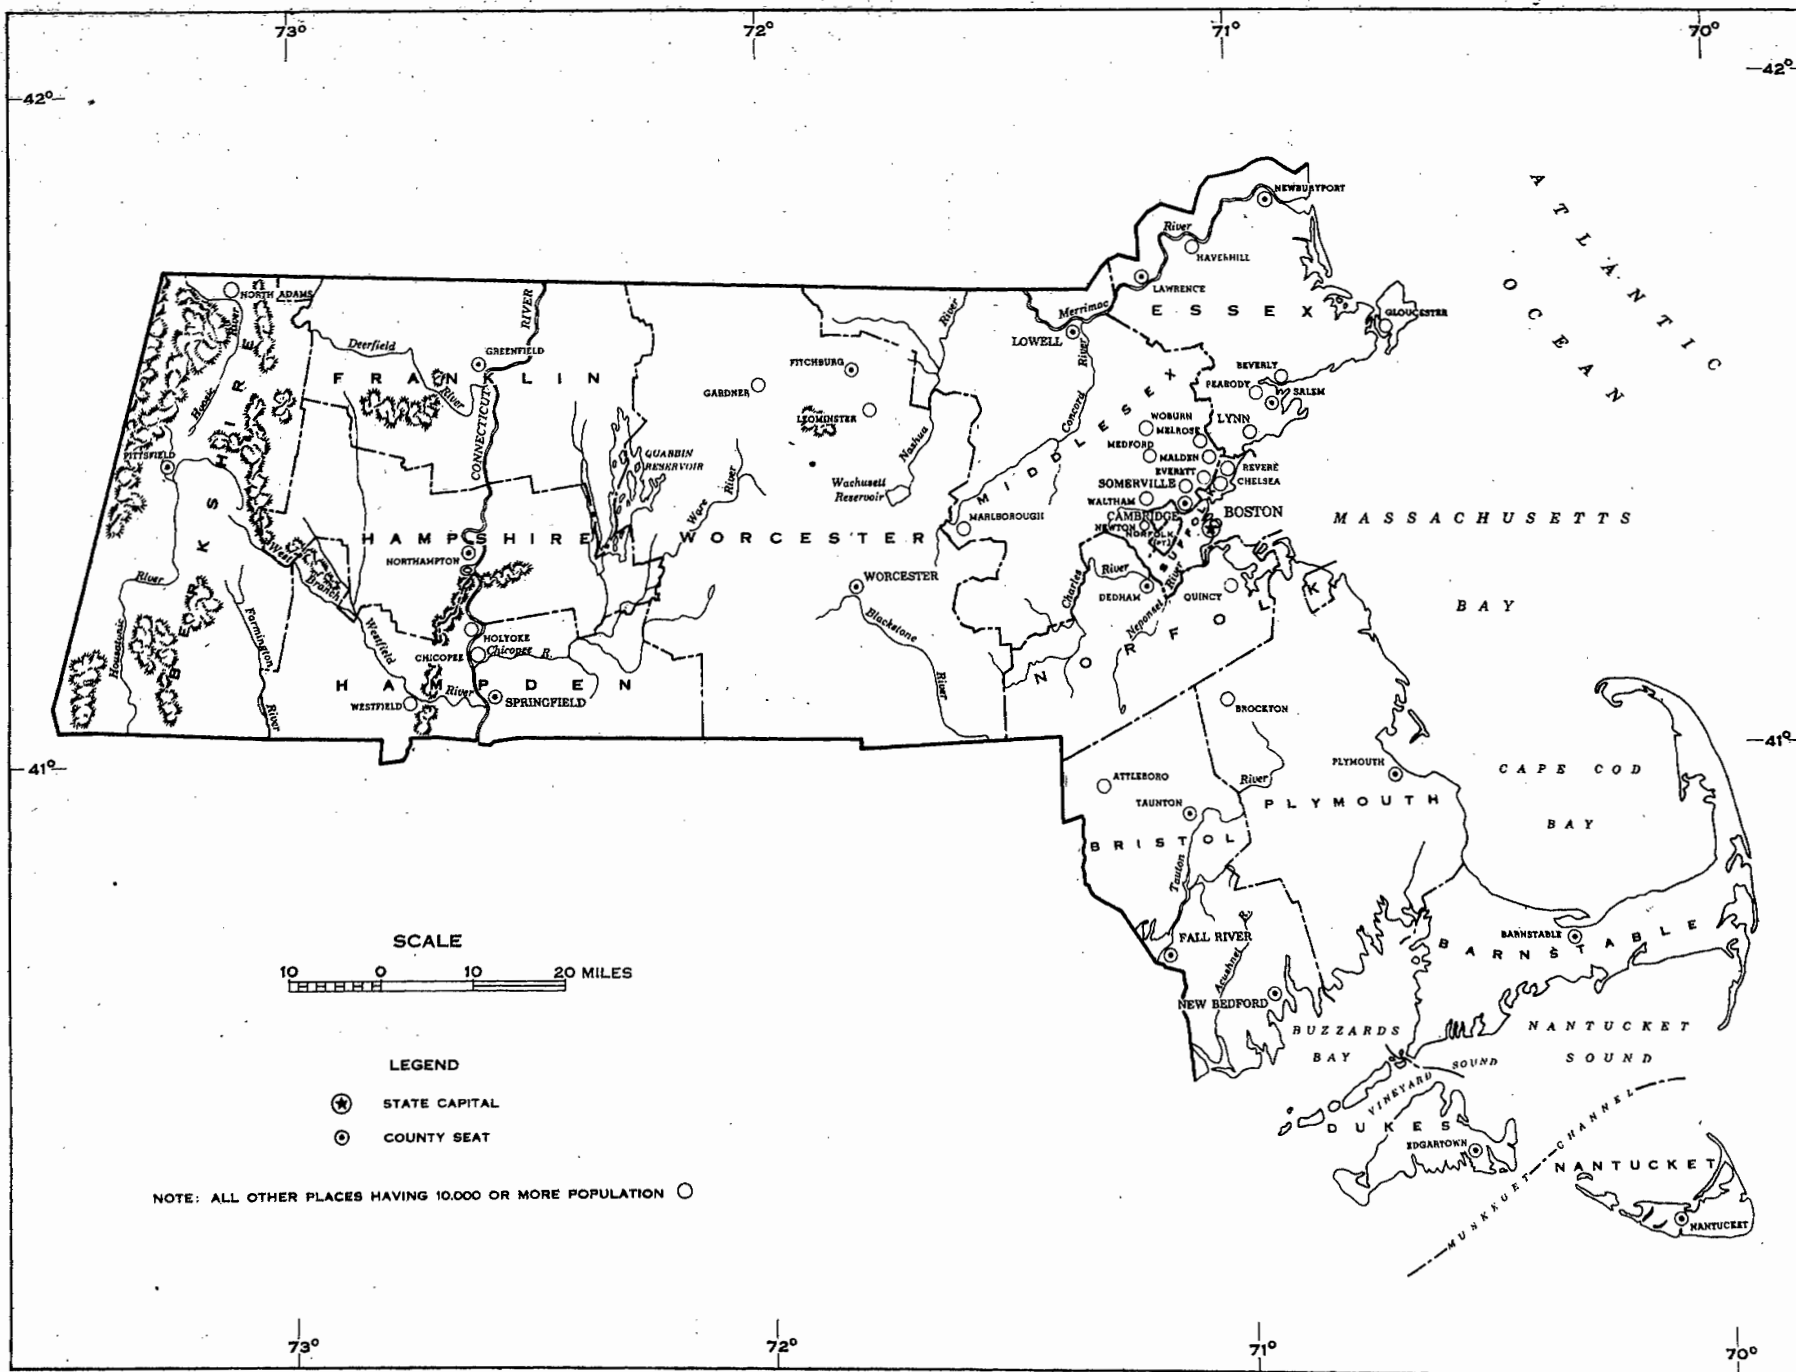 73°
72°
71°
70°
42°
42°
ATLANTIC
OCEAN
NEWBURYPORT
River
HAVERHILL
LAWRENCE
ESSEX
Merrimac
GLOUCESTER
NORTH ADAMS
RIVER
River
River
LOWELL
River
Deerfield
GREENFIELD
FITCHBURG
BEVERLY
FRANKLIN
GARDNER
PEABODY
SALEM
River
Hoosic
LEOMINSTER
Concord
WOBURN
LYNN
MELROSE
MEDFORD
MALDEN
CONNECTICUT
Nashua
MIDDLESEX
PITTSFIELD
QUABBIN
RESERVOIR
EVERETT
REVERE
CHELSEA
River
Wachusett
Reservoir
SOMERVILLE
WALTHAM
BERKSHIRE
Ware
MARLBOROUGH
CAMBRIDGE
BOSTON
NEWTON
NORFOLK
(PT.)
SUFFOLK
MASSACHUSETTS
BAY
HAMPSHIRE
WORCESTER
West
Branch
NORTHAMPTON
River
WORCESTER
Charles
River
DEDHAM
River
QUINCY
Farmington
River
Housatonic
Westfield
HOLYOKE
CHICOPEE
Chicopee R.
Blackstone
River
Neponset
NORFOLK
HAMPDEN
River
WESTFIELD
SPRINGFIELD
BROCKTON
41°
41°
PLYMOUTH
CAPE COD
BAY
ATTLEBORO
TAUNTON
River
PLYMOUTH
BRISTOL
Tauton
FALL RIVER
Acushnet R.
BARNSTABLE
BARNSTABLE
NEW BEDFORD
BUZZARDS
BAY
NANTUCKET
SOUND
VINEYARD SOUND
DUKES
EDGARTOWN
MUSKEGET CHANNEL
NANTUCKET
NANTUCKET
SCALE
10 0 10 20 MILES
LEGEND
STATE CAPITAL
COUNTY SEAT
NOTE: ALL OTHER PLACES HAVING 10.000 OR MORE POPULATION
73°
72°
71°
70°